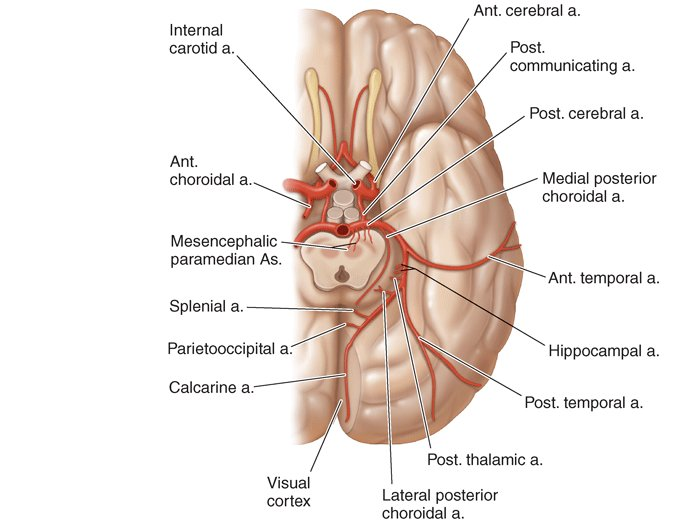 Ant. cerebral a.
Internal
carotid a.
Post.
communicating a.
Post. cerebral a.
Ant.
choroidal a.
Medial posterior
choroidal a.
Mesencephalic
paramedian As.
Ant. temporal a.
Splenial a.
Parietooccipital a.
Hippocampal a.
Calcarine a.
Post. temporal a.
Post. thalamic a.
Visual
cortex
Lateral posterior
choroidal a.